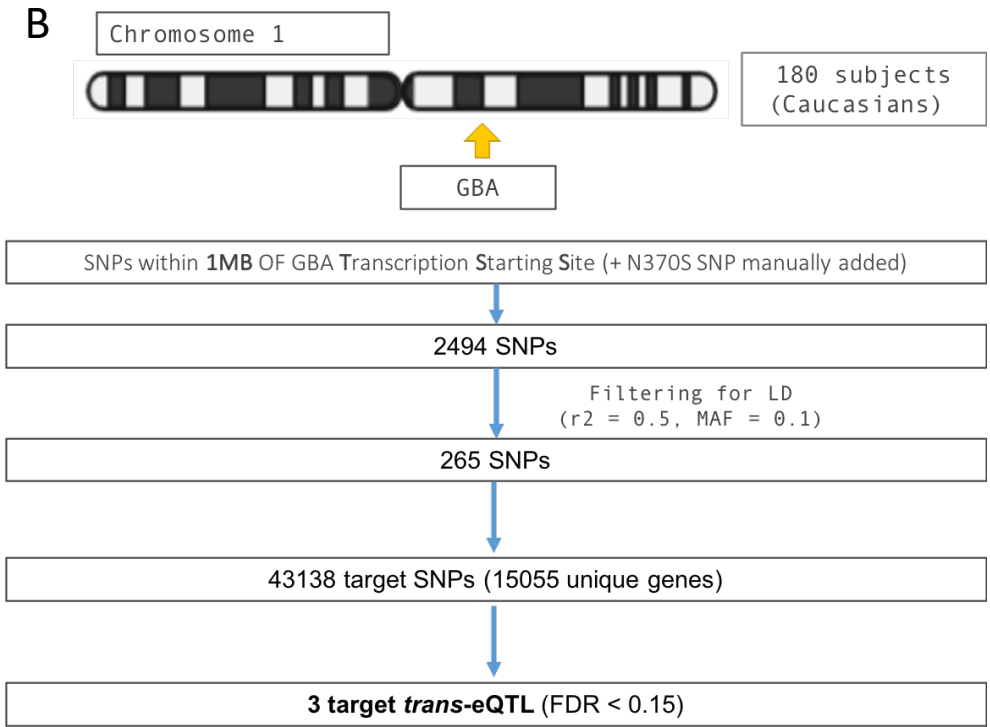 B
Chromosome 1
180 subjects
(Caucasians)
GBA
SNPs within 1MB OF GBA Transcription Starting Site (+ N370S SNP manually added)
2494 SNPs
Filtering for LD
(r2 = 0.5, MAF = 0.1)
265 SNPs
43138 target SNPs (15055 unique genes)
3 target trans-eQTL (FDR < 0.15)